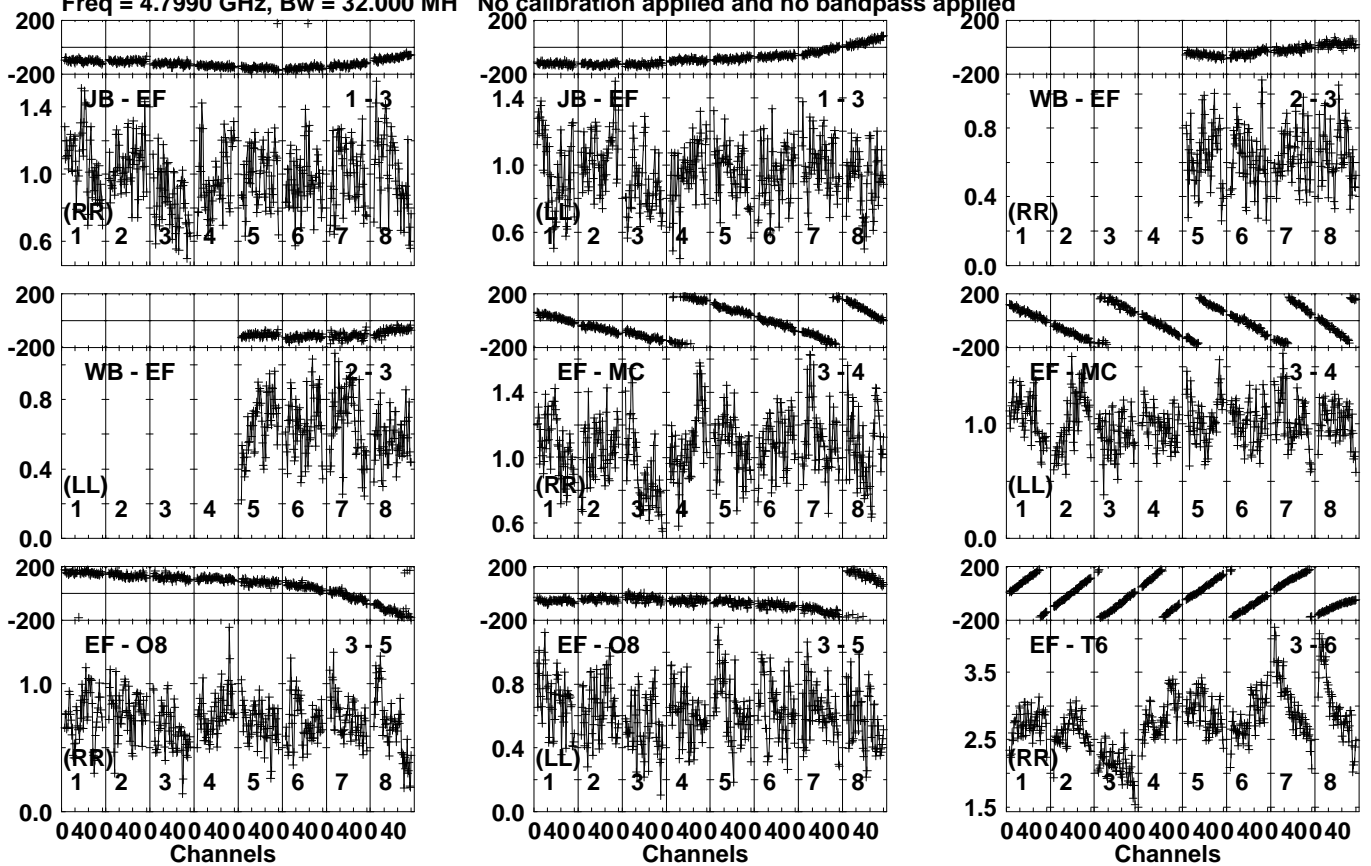 Freq = 4.7990 GHz, Bw = 32.000 MH No calibration applied and no bandpass applied
200
-200
JB - EF 1 - 3
1.4
1.0
0.6
(RR)
1 2 3 4 5 6 7 8
JB - EF 1 - 3
1.4
1.0
0.6
(LL)
1 2 3 4 5 6 7 8
200
-200
WB - EF 2 - 3
0.8
0.4
0.0
(RR)
1 2 3 4 5 6 7 8
200
-200
WB - EF 2 - 3
0.8
0.4
0.0
(LL)
1 2 3 4 5 6 7 8
200
-200
EF - MC 3 - 4
1.4
1.0
0.6
(RR)
1 2 3 4 5 6 7 8
200
-200
EF - MC 3 - 4
1.0
0.0
(LL)
1 2 3 4 5 6 7 8
200
-200
EF - O8 3 - 5
1.0
0.0
(RR)
1 2 3 4 5 6 7 8
0 40 0 40 0 40 0 40 0 40 0 40 0 40 0 40
Channels
200
-200
EF - O8 3 - 5
0.8
0.4
0.0
(LL)
1 2 3 4 5 6 7 8
0 40 0 40 0 40 0 40 0 40 0 40 0 40 0 40
Channels
200
-200
EF - T6 3 - 6
3.5
2.5
1.5
(RR)
1 2 3 4 5 6 7 8
0 40 0 40 0 40 0 40 0 40 0 40 0 40 0 40
Channels